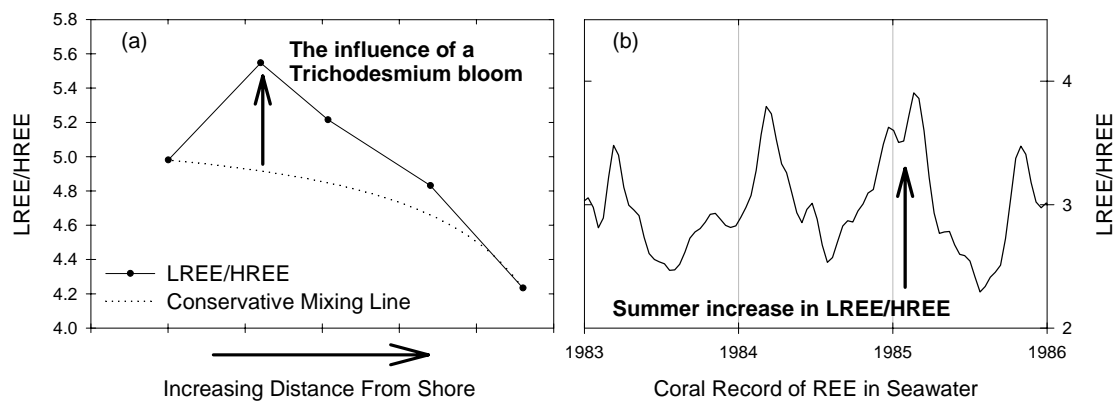 (a)
The influence of a
Trichodesmium bloom
5.8
5.6
5.4
5.2
5.0
4.8
4.6
4.4
4.2
4.0
LREE/HREE
LREE/HREE
Conservative Mixing Line
Increasing Distance From Shore
(b)
Summer increase in LREE/HREE
4
3
2
LREE/HREE
1983 1984 1985 1986
Coral Record of REE in Seawater